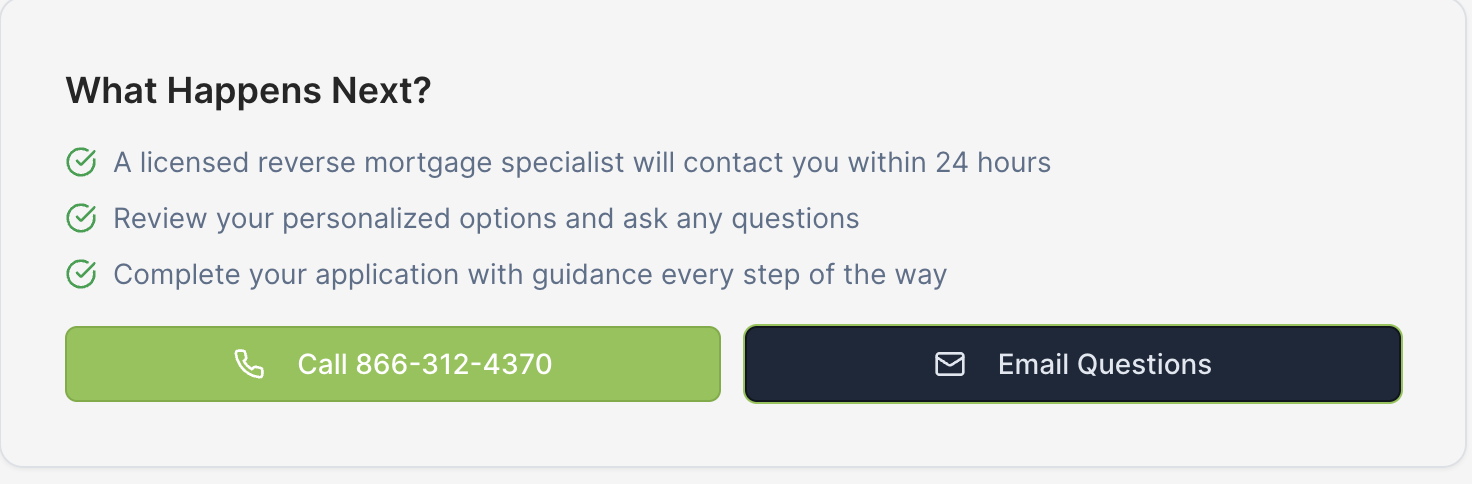 What Happens Next?
A licensed reverse mortgage specialist will contact you within 24 hours
Review your personalized options and ask any questions
Complete your application with guidance every step of the way
Call 866-312-4370
Email Questions